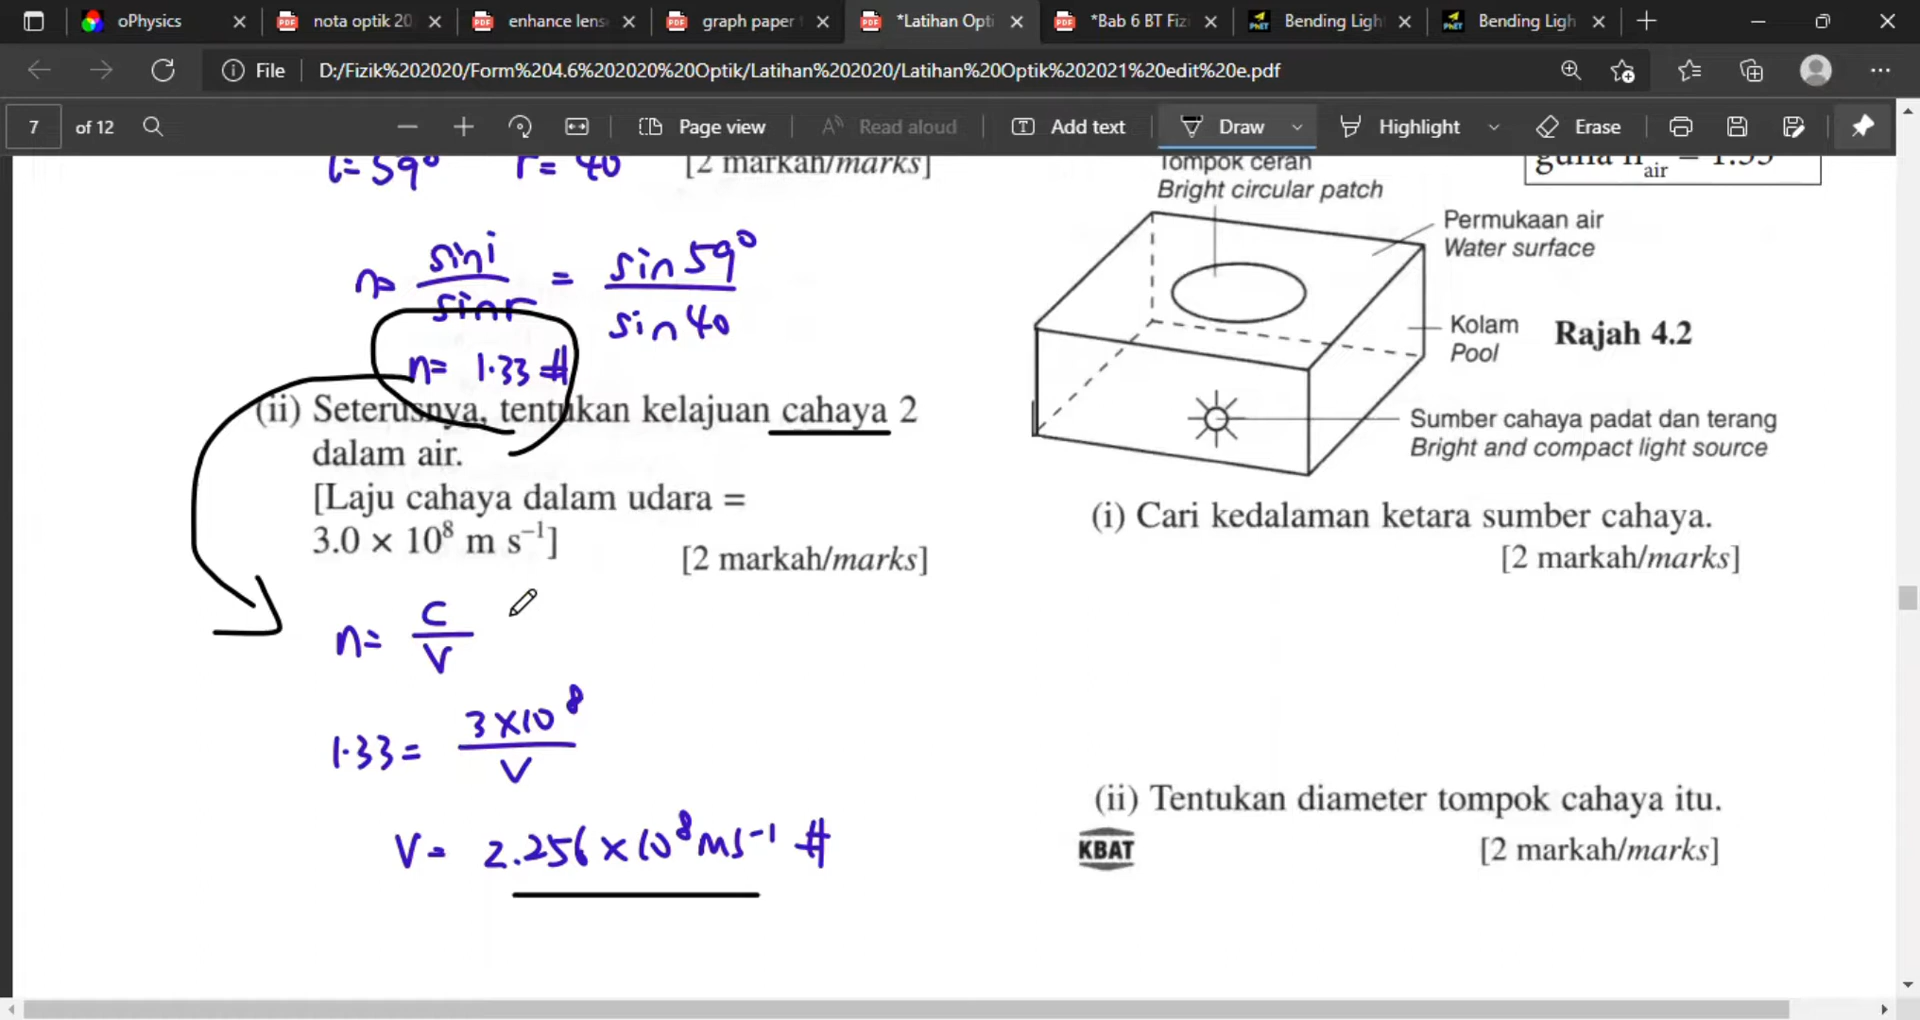 oPhysics
nota optik 20
enhance lens
graph paper
*Latihan Opti
*Bab 6 BT Fizi
Bending Ligh
Bending Ligh
File
D:/Fizik%202020/Form%204.6%202020%20Optik/Latihan%202020/Latihan%20Optik%202021%20edit%20e.pdf
7 of 12
Page view
Read aloud
Add text
Draw
Highlight
Erase
i=59° r= 40 [2 markah/marks]
n= sin i / sin r = sin 59° / sin 40
n= 1.33 #
(ii) Seterusnya, tentukan kelajuan cahaya 2
dalam air.
[Laju cahaya dalam udara =
3.0 × 10⁸ m s⁻¹]
[2 markah/marks]
n= C / V
1.33 = 3×10⁸ / V
V= 2.256 × 10⁸ ms⁻¹ #
guna n air = 1.33
Tompok cerah
Bright circular patch
Permukaan air
Water surface
Kolam
Pool
Rajah 4.2
Sumber cahaya padat dan terang
Bright and compact light source
(i) Cari kedalaman ketara sumber cahaya.
[2 markah/marks]
(ii) Tentukan diameter tompok cahaya itu.
KBAT
[2 markah/marks]